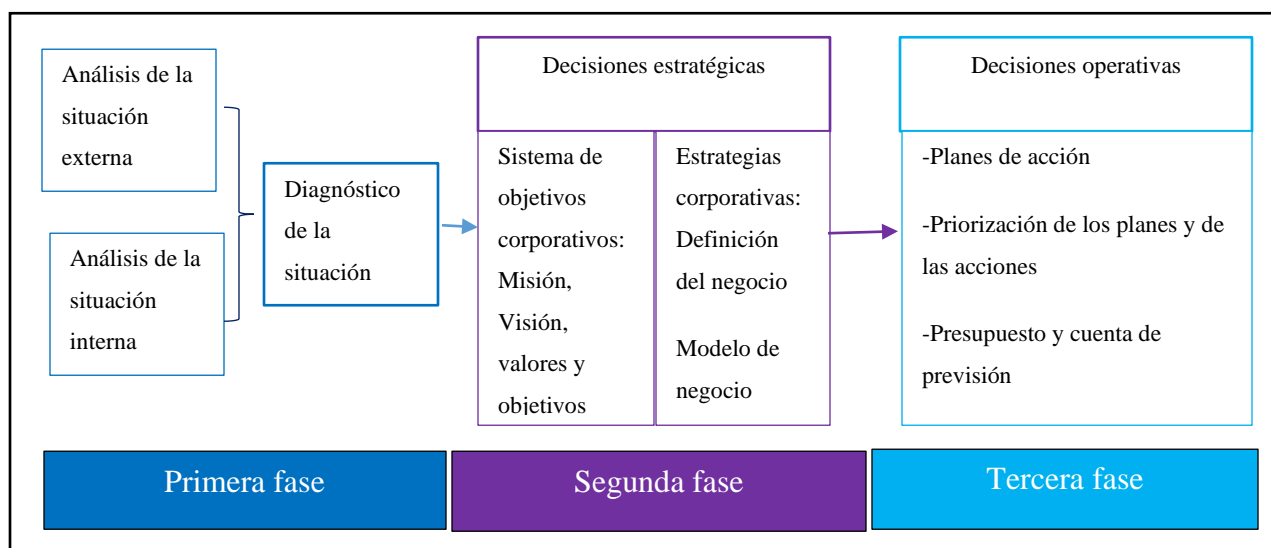 Análisis de la
situación
externa
Análisis de la
situación
interna
Diagnóstico
de la
situación
Decisiones estratégicas
Sistema de
objetivos
corporativos:
Misión,
Visión,
valores y
objetivos
Estrategias
corporativas:
Definición
del negocio
Modelo de
negocio
Decisiones operativas
-Planes de acción
-Priorización de los planes y de
las acciones
-Presupuesto y cuenta de
previsión
Primera fase
Segunda fase
Tercera fase